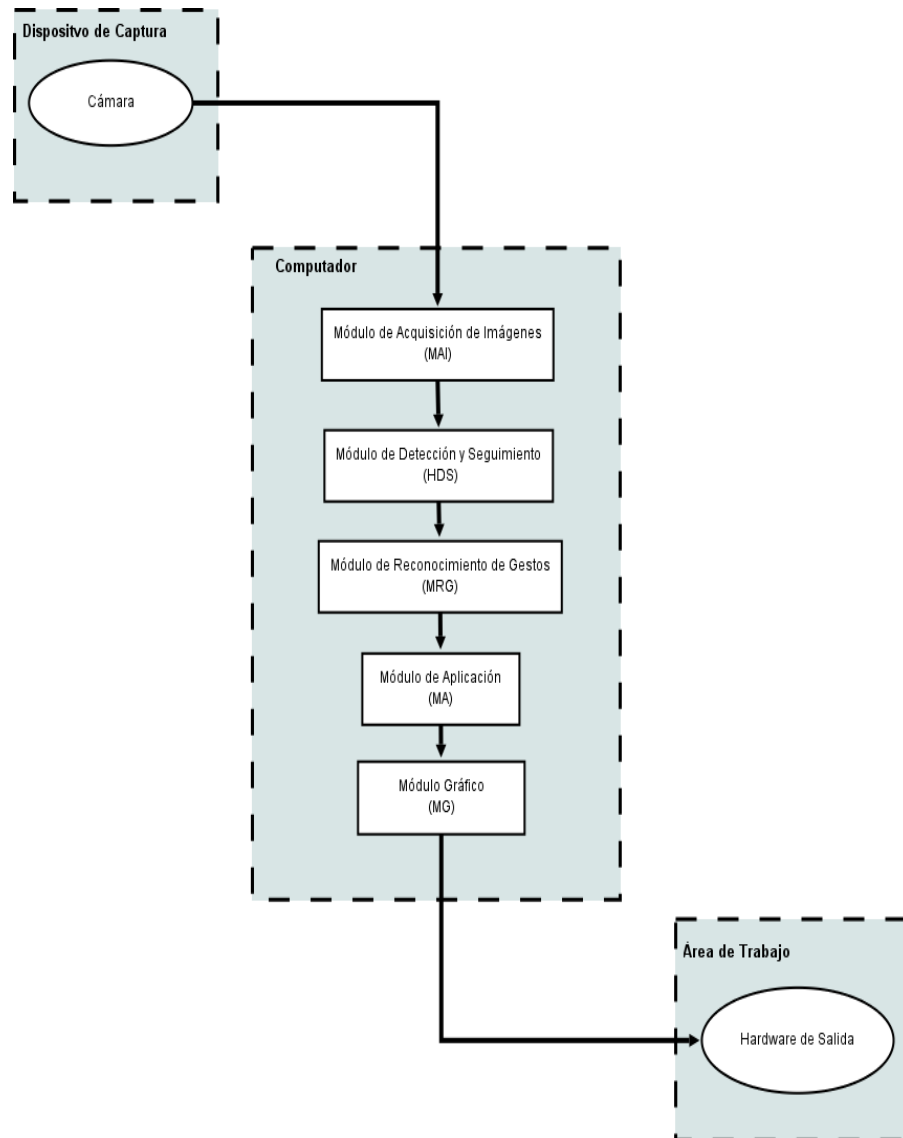 Dispositvo de Captura
Cámara
Computador
Módulo de Acquisición de Imágenes
(MAI)
Módulo de Detección y Seguimiento
(HDS)
Módulo de Reconocimiento de Gestos
(MRG)
Módulo de Aplicación
(MA)
Módulo Gráfico
(MG)
Área de Trabajo
Hardware de Salida